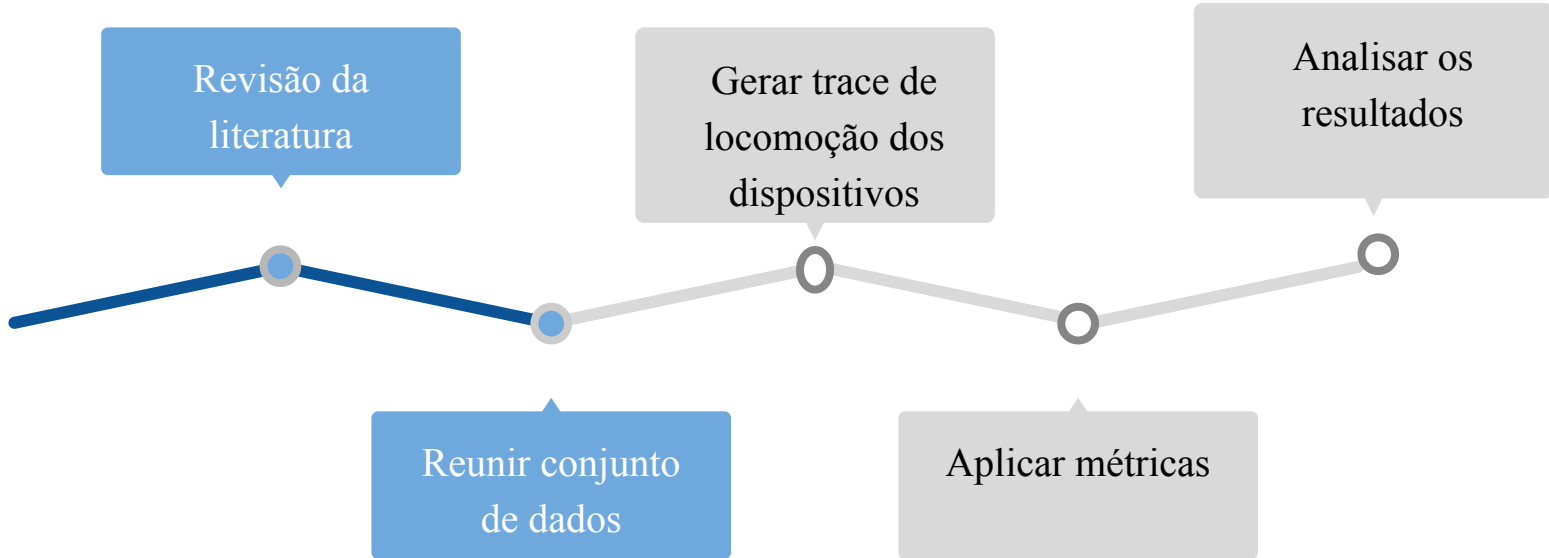 Revisão da
literatura
Reunir conjunto
de dados
Gerar trace de
locomoção dos
dispositivos
Aplicar métricas
Analisar os
resultados